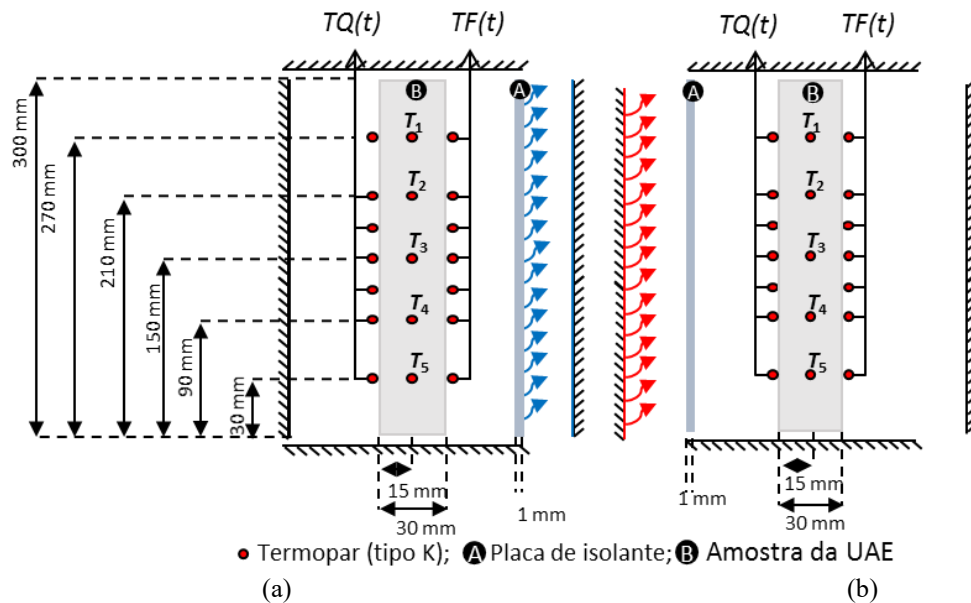 TQ(t) TF(t) TQ(t) TF(t)
B A A B
T1 T1
T2 T2
T3 T3
T4 T4
T5 T5
300 mm
270 mm
210 mm
150 mm
90 mm
30 mm
15 mm 15 mm
1 mm 1 mm
30 mm 30 mm
Termopar (tipo K); A Placa de isolante; B Amostra da UAE
(a) (b)